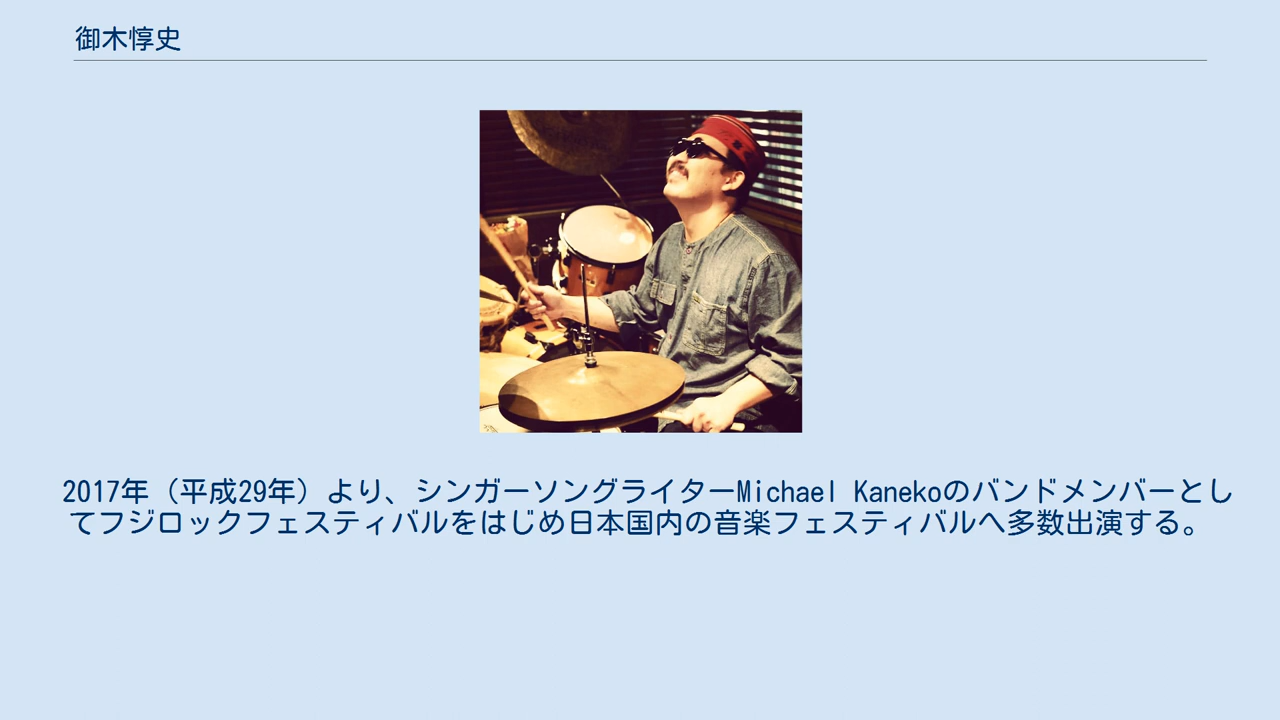 御木惇史
2017年（平成29年）より、シンガーソングライターMichael Kanekoのバンドメンバーとし
てフジロックフェスティバルをはじめ日本国内の音楽フェスティバルへ多数出演する。